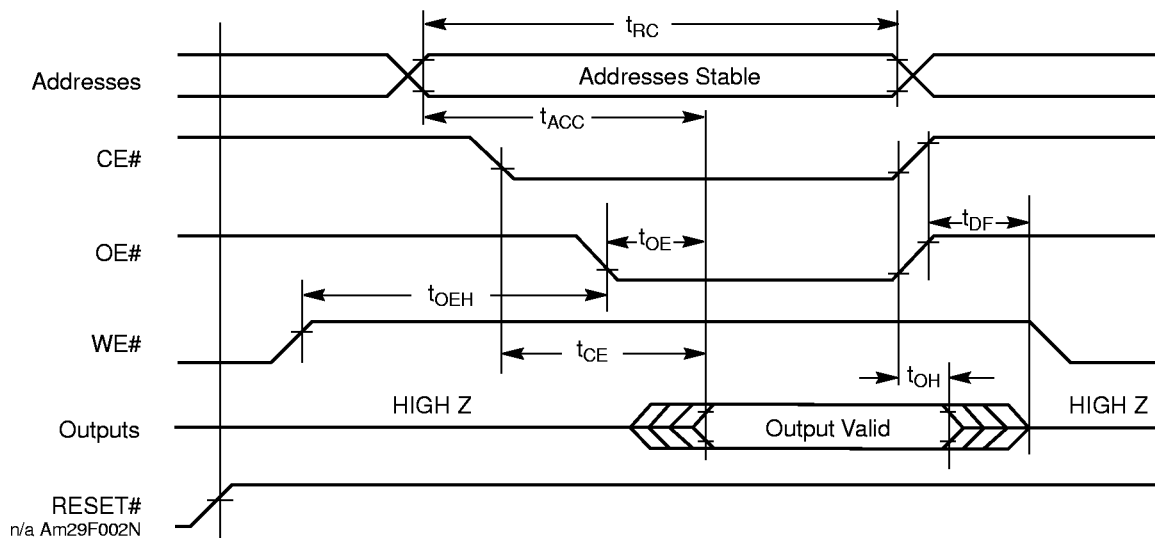 tRC
Addresses
Addresses Stable
tACC
CE#
tDF
OE#
tOE
tOEH
WE#
tCE
tOH
HIGH Z
HIGH Z
Outputs
Output Valid
RESET#
n/a Am29F002N